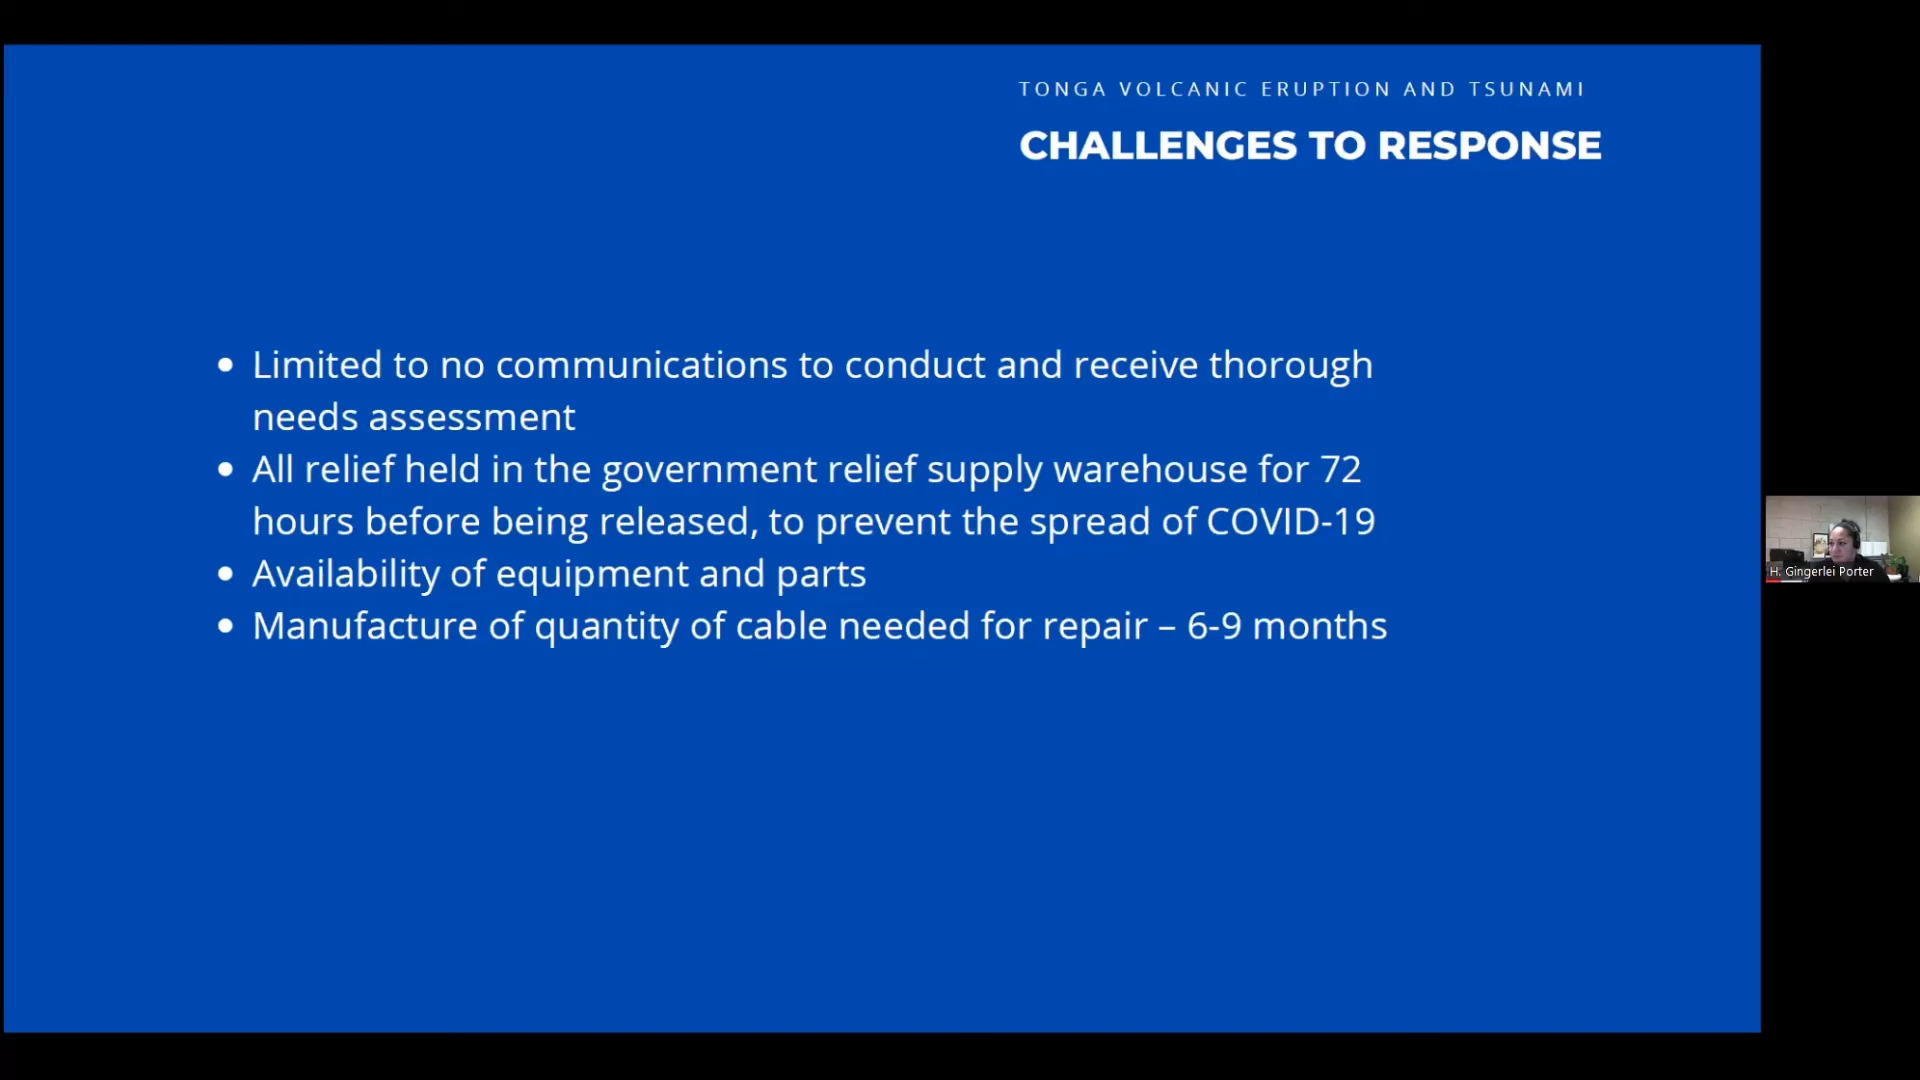 TONGA VOLCANIC ERUPTION AND TSUNAMI
CHALLENGES TO RESPONSE
• Limited to no communications to conduct and receive thorough
needs assessment
• All relief held in the government relief supply warehouse for 72
hours before being released, to prevent the spread of COVID-19
• Availability of equipment and parts
• Manufacture of quantity of cable needed for repair – 6-9 months
H. Gingerlei Porter